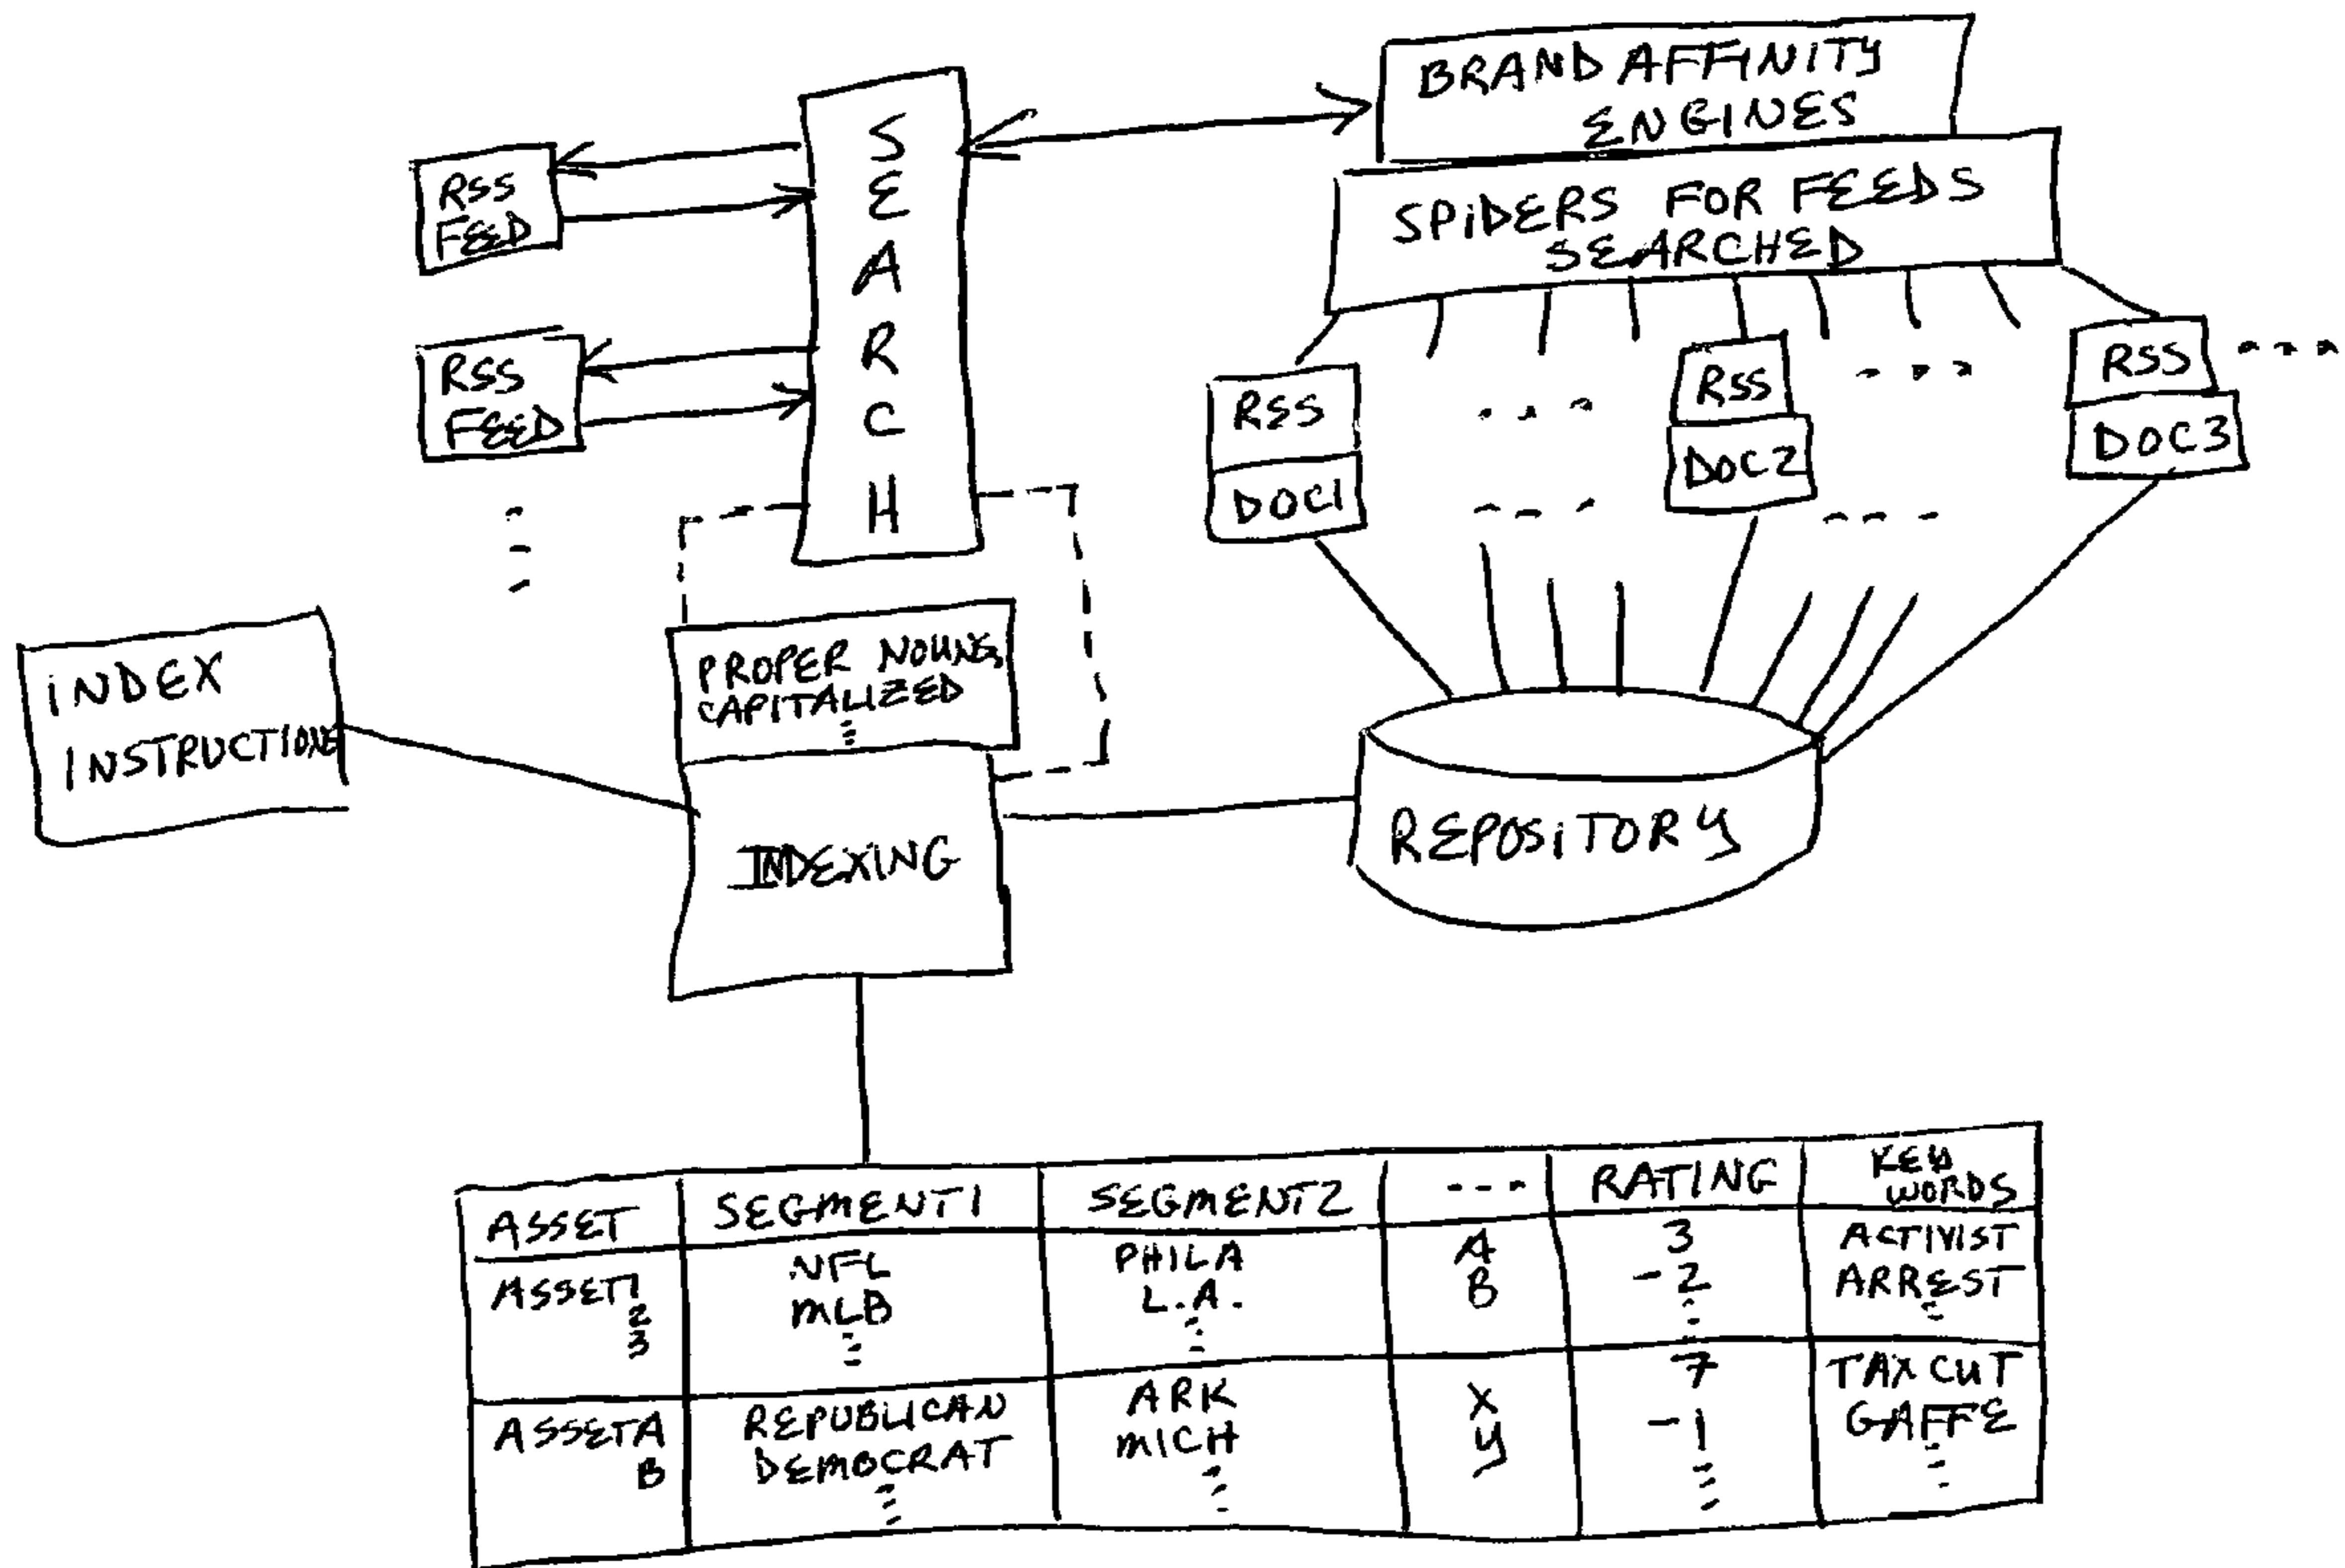 BRAND AFFINITY
ENGINES
SPIDERS FOR FEEDS
SEARCHED
SEARCH
RSS
FEED
RSS
FEED
RSS
DOC1
RSS
DOC2
RSS
DOC3
INDEX
INSTRUCTIONS
PROPER NOUNS
CAPITALIZED
INDEXING
REPOSITORY
ASSET SEGMENT1 SEGMENT2 --- RATING KEY WORDS
ASSET1 NFL PHILA A 3 ACTIVIST
2 MLB L.A. B -2 ARREST
3
ASSETA REPUBLICAN ARK X 7 TAX CUT
B DEMOCRAT MICH Y -1 GAFFE